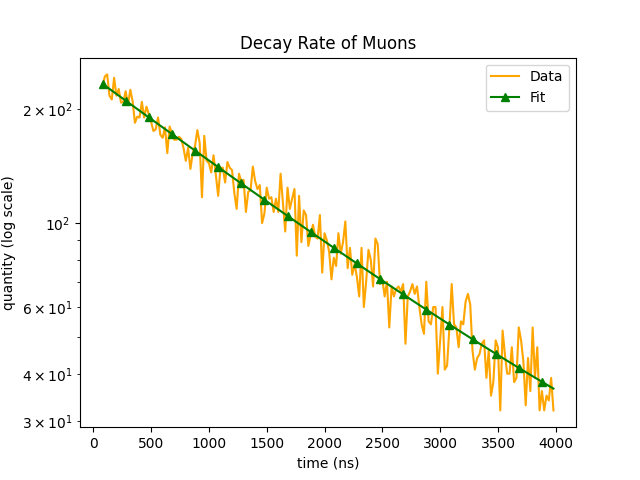 Decay Rate of Muons
Data
Fit
quantity (log scale)
2 × 10²
10²
6 × 10¹
4 × 10¹
3 × 10¹
0 500 1000 1500 2000 2500 3000 3500 4000
time (ns)